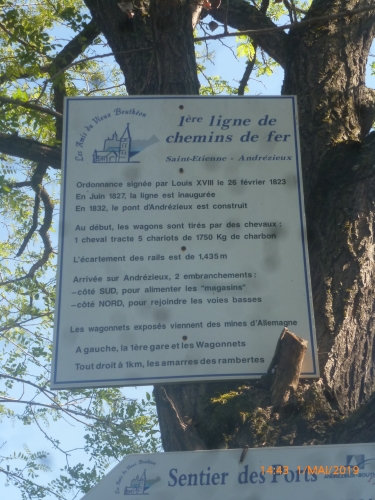 Les Amis du Vieux Bouthéon
1ère ligne de
chemins de fer
Saint-Etienne - Andrézieux
Ordonnance signée par Louis XVIII le 26 février 1823
En Juin 1827, la ligne est inaugurée
En 1832, le pont d'Andrézieux est construit
Au début, les wagons sont tirés par des chevaux :
1 cheval tracte 5 chariots de 1750 Kg de charbon
L'écartement des rails est de 1,435 m
Arrivée sur Andrézieux, 2 embranchements :
-côté SUD, pour alimenter les "magasins"
-côté NORD, pour rejoindre les voies basses
Les wagonnets exposés viennent des mines d'Allemagne
A gauche, la 1ère gare et les Wagonnets
Tout droit à 1km, les amarres des rambertes
Sentier des Ports
14:43 1/MAI/2019